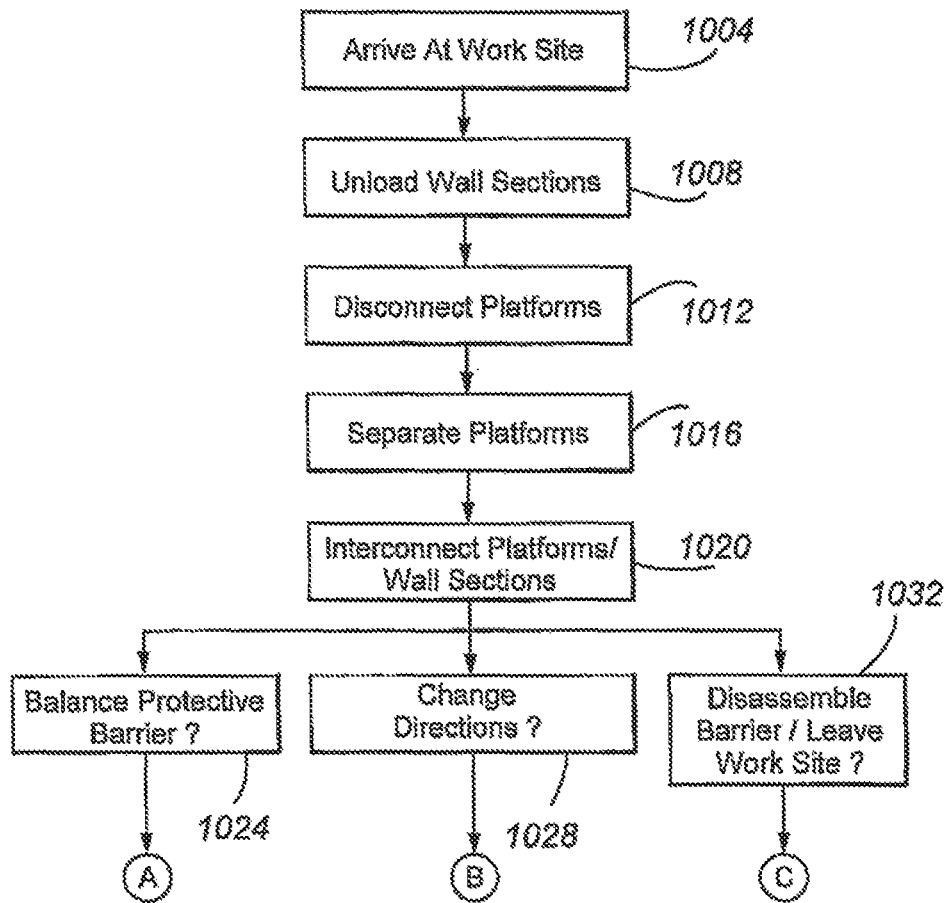 Arrive At Work Site
1004
Unload Wall Sections
1008
Disconnect Platforms
1012
Separate Platforms
1016
Interconnect Platforms/
Wall Sections
1020
1032
Balance Protective
Barrier ?
1024
Change
Directions ?
1028
Disassemble
Barrier / Leave
Work Site ?
A
B
C